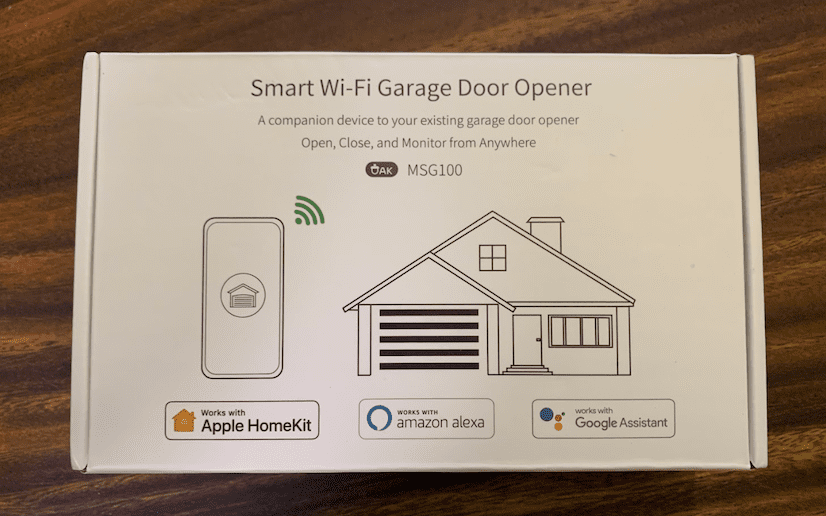 Smart Wi-Fi Garage Door Opener
A companion device to your existing garage door opener
Open, Close, and Monitor from Anywhere
OAK MSG100
Works with
Apple HomeKit
WORKS WITH
amazon alexa
works with
Google Assistant